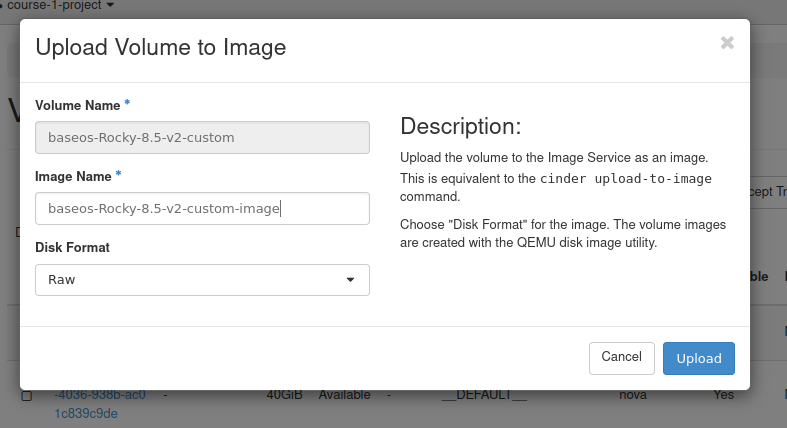 course-1-project
Upload Volume to Image
Volume Name *
baseos-Rocky-8.5-v2-custom
Image Name *
baseos-Rocky-8.5-v2-custom-image
Disk Format
Raw
Description:
Upload the volume to the Image Service as an image.
This is equivalent to the cinder upload-to-image
command.
Choose "Disk Format" for the image. The volume images
are created with the QEMU disk image utility.
Cancel
Upload
-4036-938b-ac0 - 40GiB Available - __DEFAULT__ nova Yes
1c839c9de